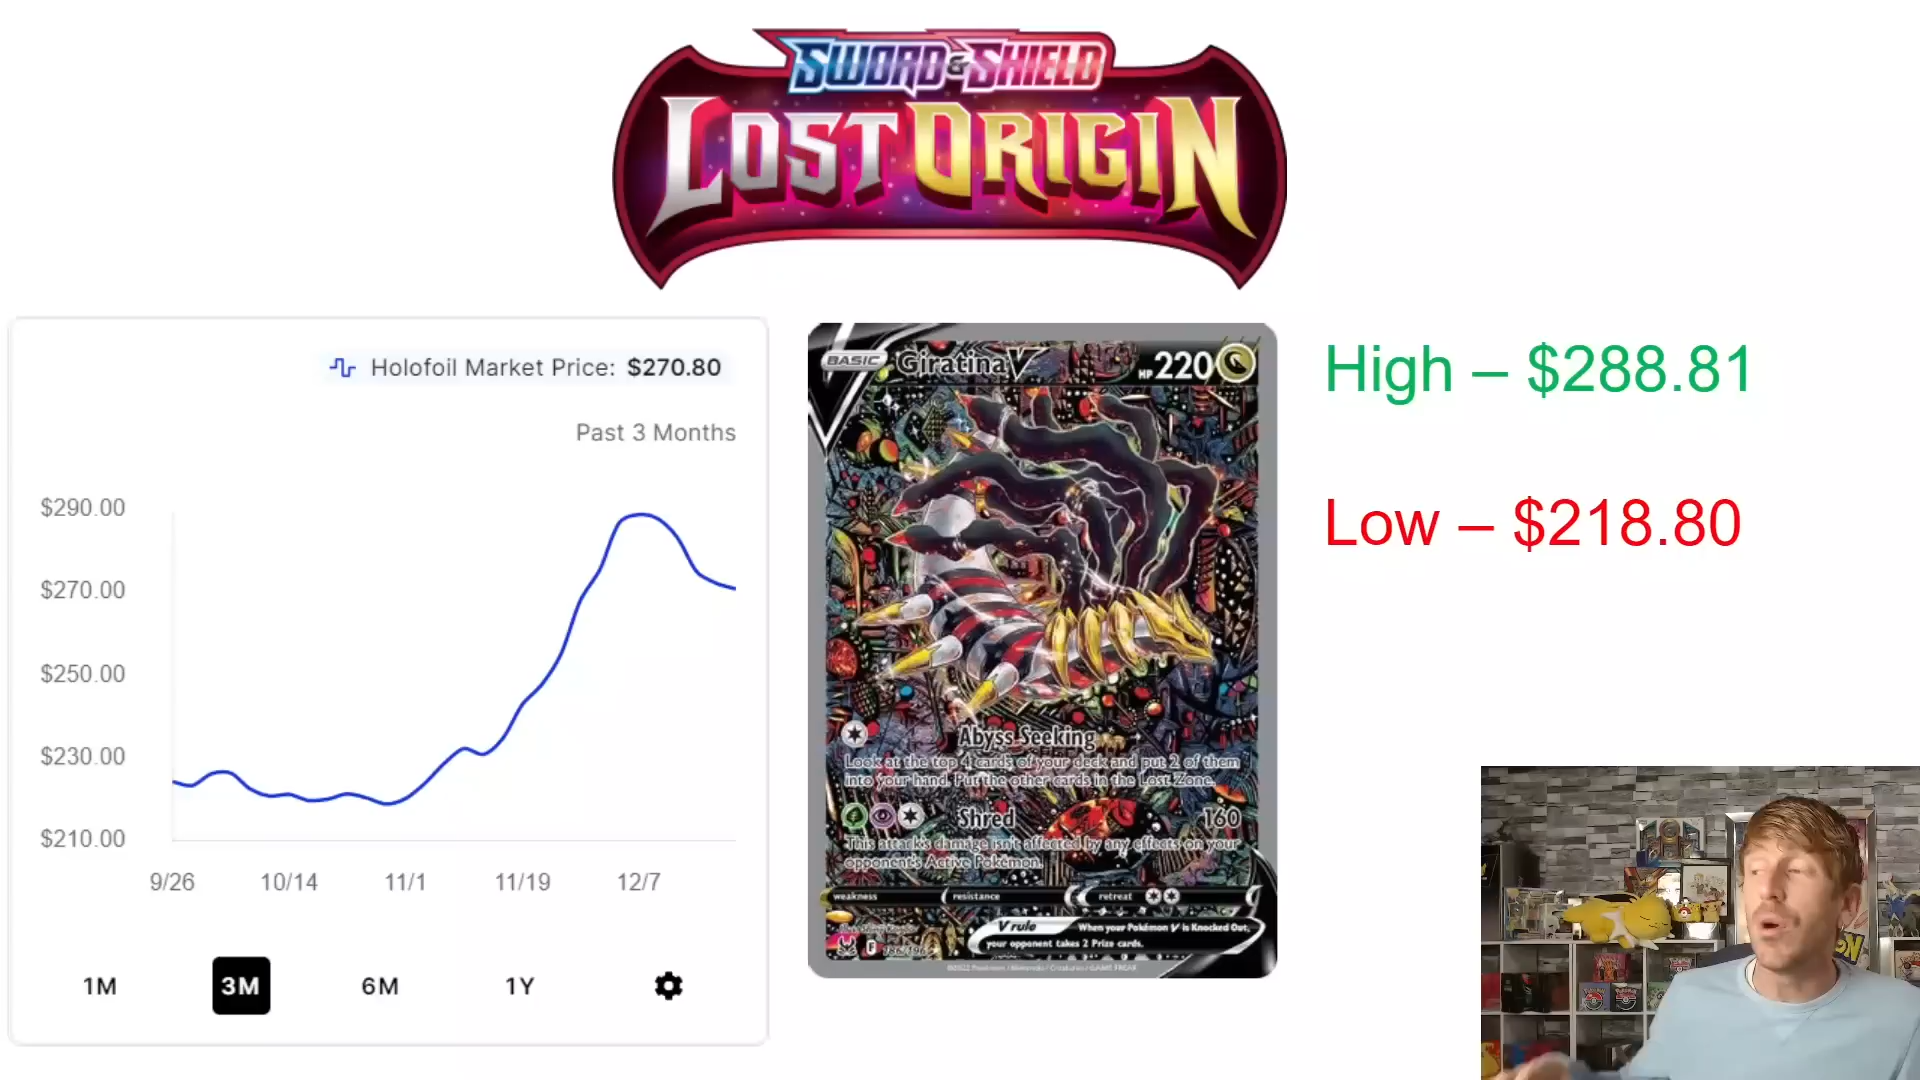 SWORD & SHIELD
LOST ORIGIN
Holofoil Market Price: $270.80
Past 3 Months
$290.00
$270.00
$250.00
$230.00
$210.00
9/26 10/14 11/1 11/19 12/7
1M 3M 6M 1Y
BASIC Giratina V HP 220
Abyss Seeking
Look at the top 4 cards of your deck and put 2 of them
into your hand. Put the other cards in the Lost Zone.
Shred 160
This attack's damage isn't affected by any effects on your
opponent's Active Pokémon.
weakness resistance retreat
V rule When your Pokémon V is Knocked Out,
your opponent takes 2 Prize cards.
F 186/196
High – $288.81
Low – $218.80